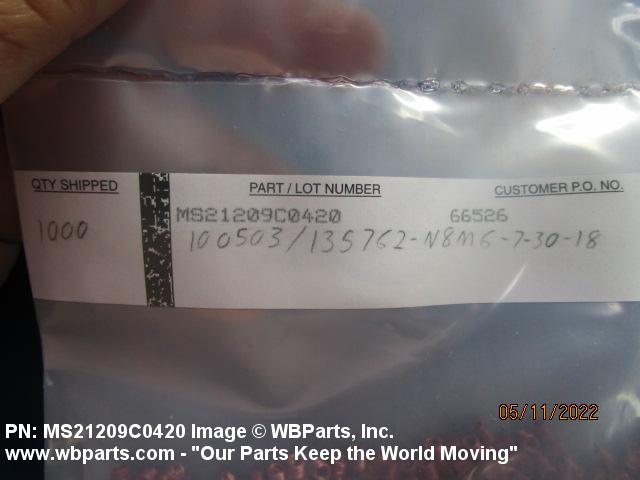 QTY SHIPPED PART / LOT NUMBER CUSTOMER P.O. NO.
MS21209C0420 66526
1000 100503/135762-N8M6-7-30-18
05/11/2022
PN: MS21209C0420 Image © WBParts, Inc.
www.wbparts.com - "Our Parts Keep the World Moving"